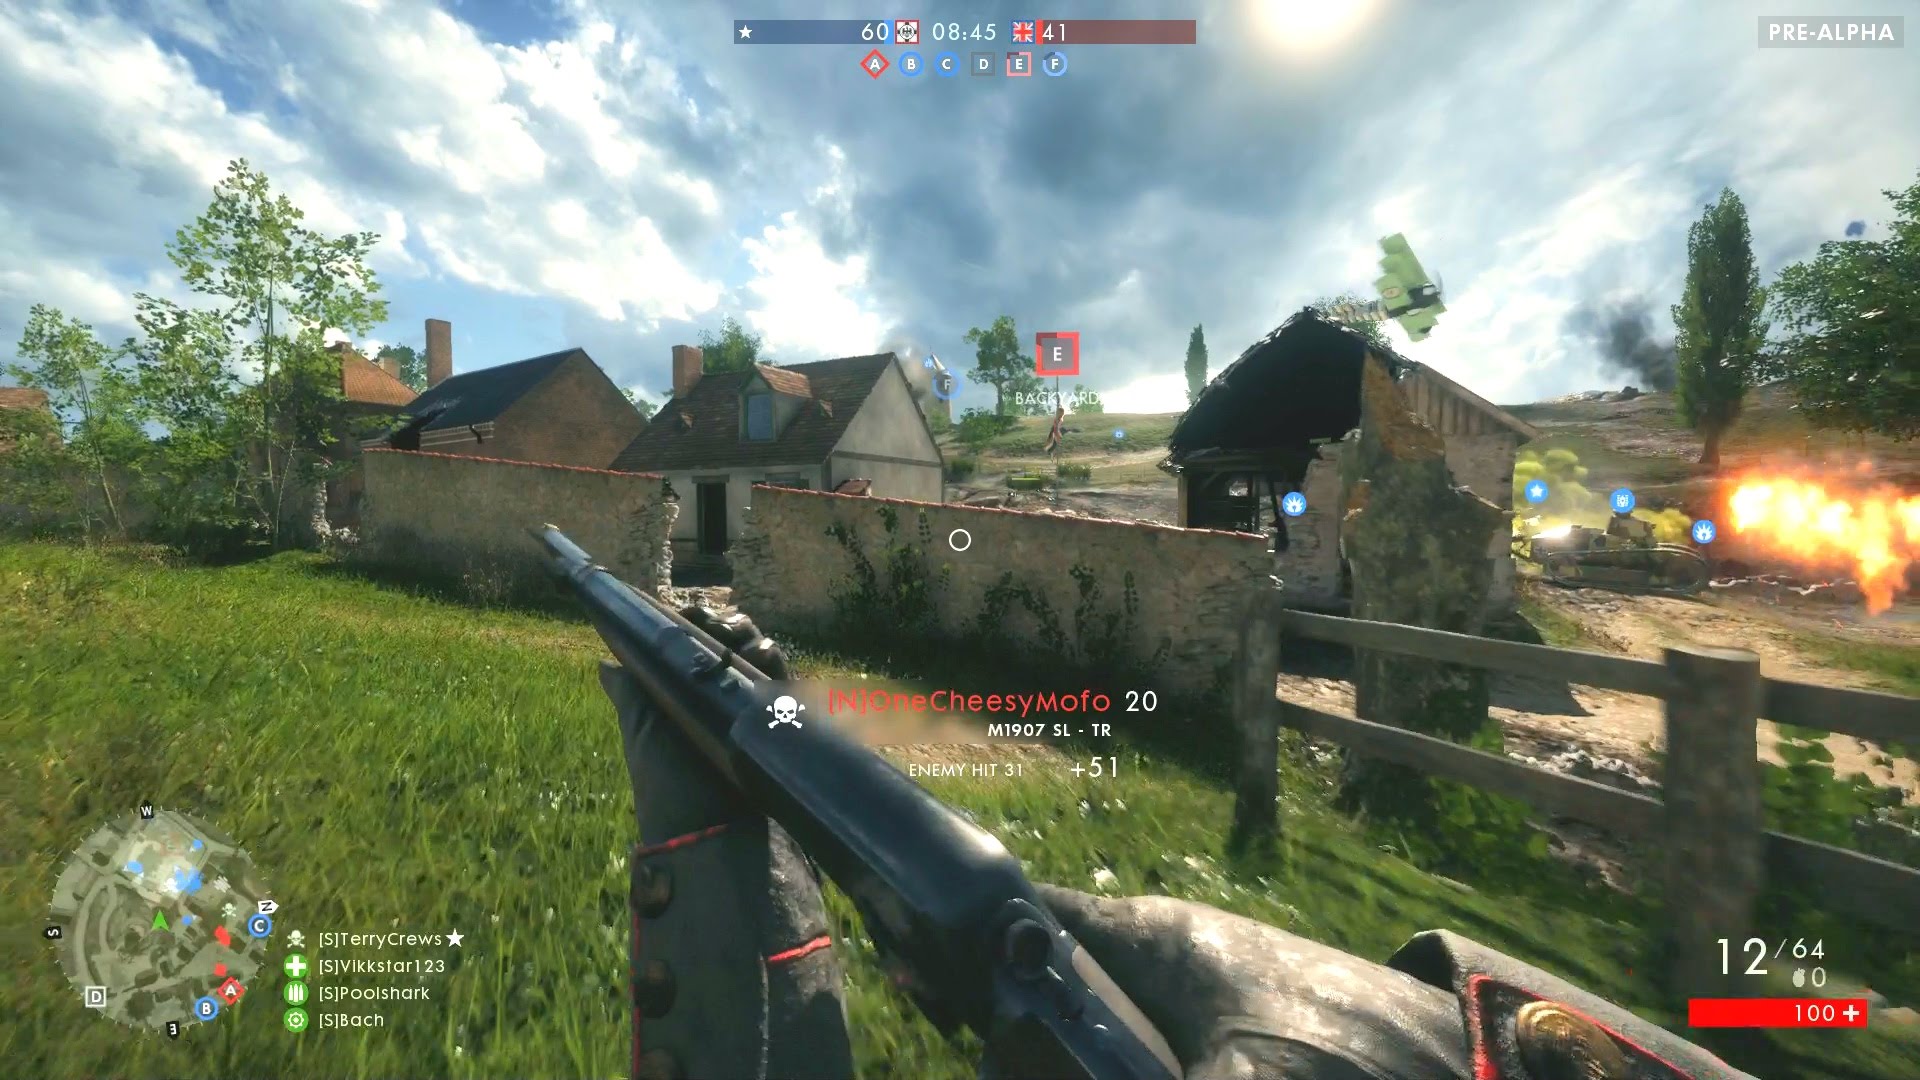 60 08:45 41
PRE-ALPHA
A B C D E F
E
BACKYARD
F
[N]OneCheesyMofo 20
M1907 SL - TR
ENEMY HIT 31 +51
W
N
S
E
C
A
B
D
[S]TerryCrews
[S]Vikkstar123
[S]Poolshark
[S]Bach
12/64
0
100+